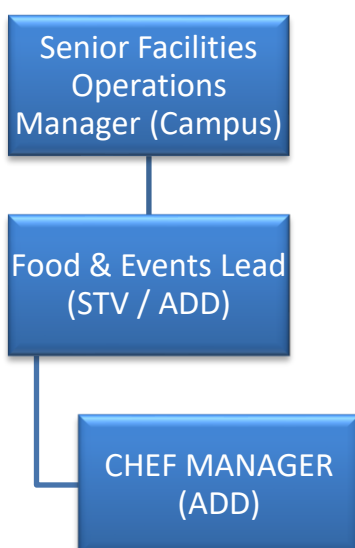 Senior Facilities
Operations
Manager (Campus)
Food & Events Lead
(STV / ADD)
CHEF MANAGER
(ADD)